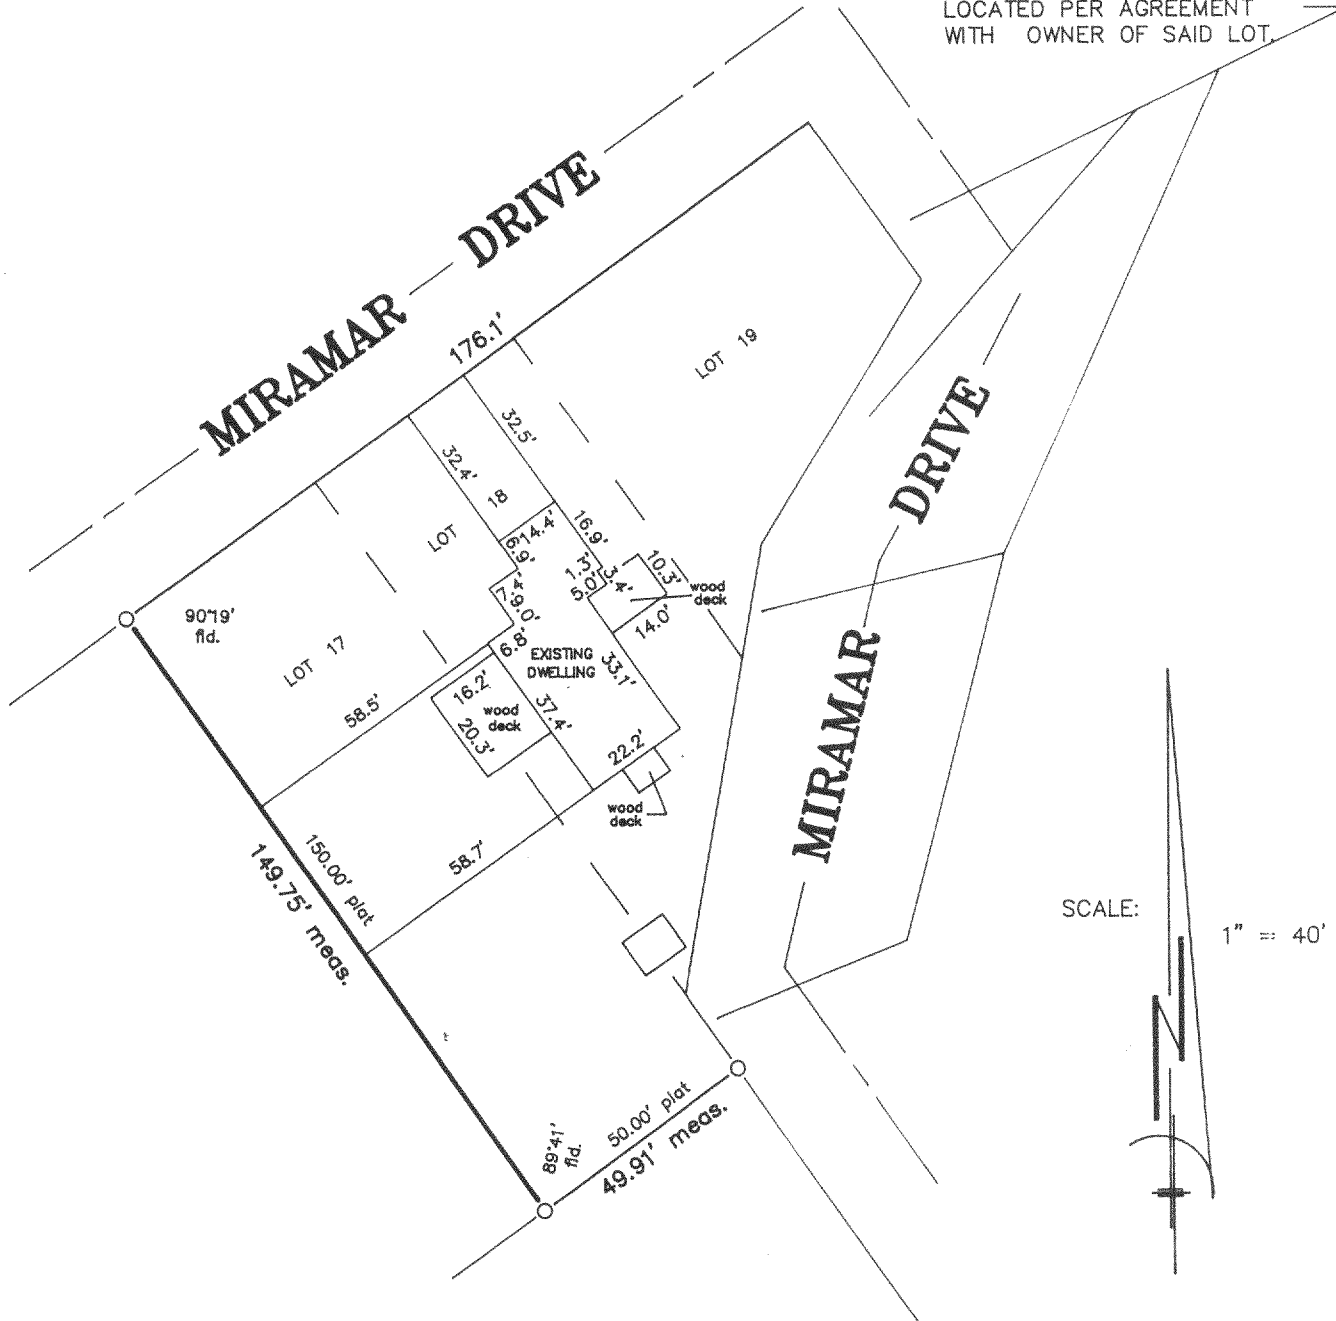 LOCATED PER AGREEMENT
WITH OWNER OF SAID LOT.
MIRAMAR DRIVE
176.1'
LOT 19
32.5'
32.4'
LOT 18
14.4'
16.9'
6.9'
1.3'
3.4'
10.3'
5.0'
7.4'
9.0'
wood
deck
14.0'
90°19'
fld.
LOT 17
6.8'
EXISTING
DWELLING
33.1'
58.5'
16.2'
wood
deck
20.3'
37.4'
22.2'
wood
deck
58.7'
150.00' plat
149.75' meas.
MIRAMAR DRIVE
SCALE:
1" = 40'
N
89°41'
fld.
50.00' plat
49.91' meas.